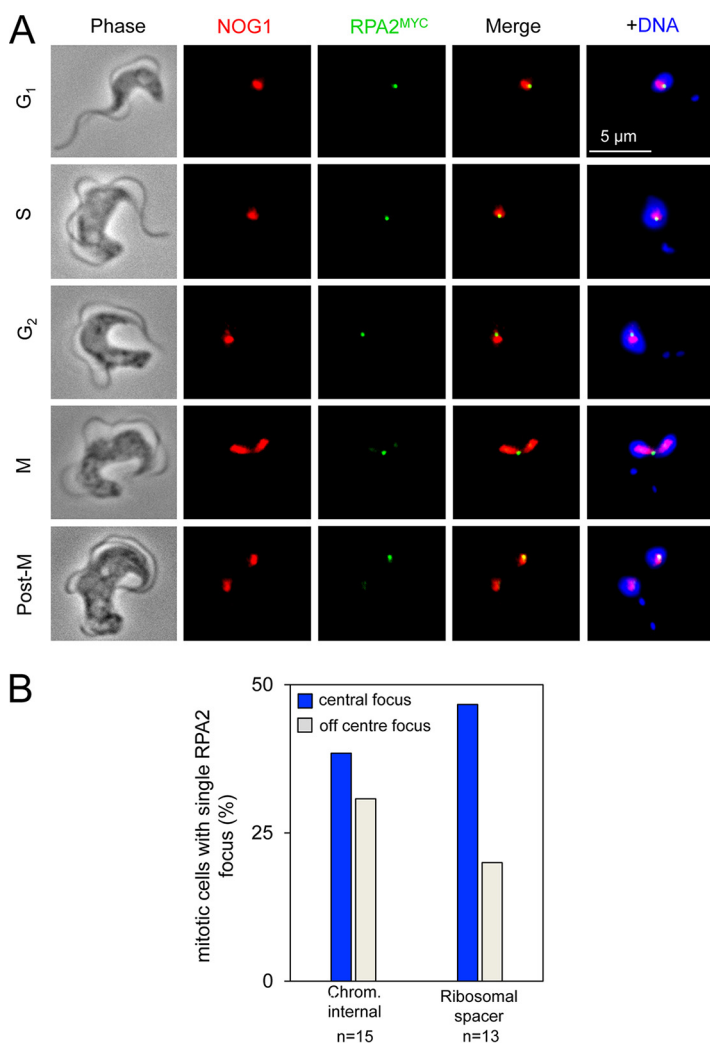 A
Phase NOG1 RPA2MYC Merge +DNA
G1
5 µm
S
G2
M
Post-M
B
50
central focus
off centre focus
mitotic cells with single RPA2
focus (%)
25
0
Chrom. Ribosomal
internal spacer
n=15 n=13